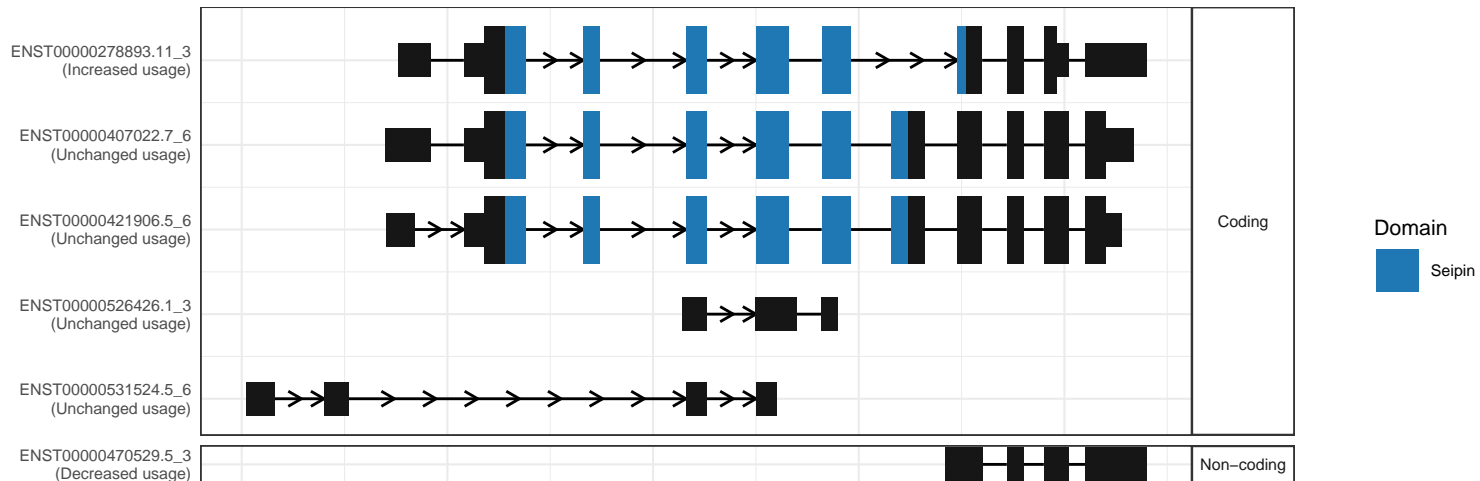 ENST00000278893.11_3
(Increased usage)
ENST00000407022.7_6
(Unchanged usage)
ENST00000421906.5_6
(Unchanged usage)
ENST00000526426.1_3
(Unchanged usage)
ENST00000531524.5_6
(Unchanged usage)
ENST00000470529.5_3
(Decreased usage)
Coding
Non−coding
Domain
Seipin